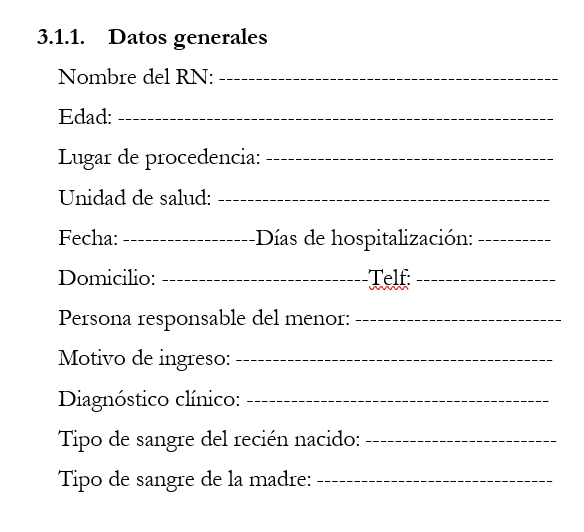 3.1.1. Datos generales
Nombre del RN: ----------------------------------------------
Edad: -----------------------------------------------------------
Lugar de procedencia: ---------------------------------------
Unidad de salud: ---------------------------------------------
Fecha: ------------------Días de hospitalización: ----------
Domicilio: ----------------------------Telf: -------------------
Persona responsable del menor: ----------------------------
Motivo de ingreso: -------------------------------------------
Diagnóstico clínico: -----------------------------------------
Tipo de sangre del recién nacido: --------------------------
Tipo de sangre de la madre: --------------------------------